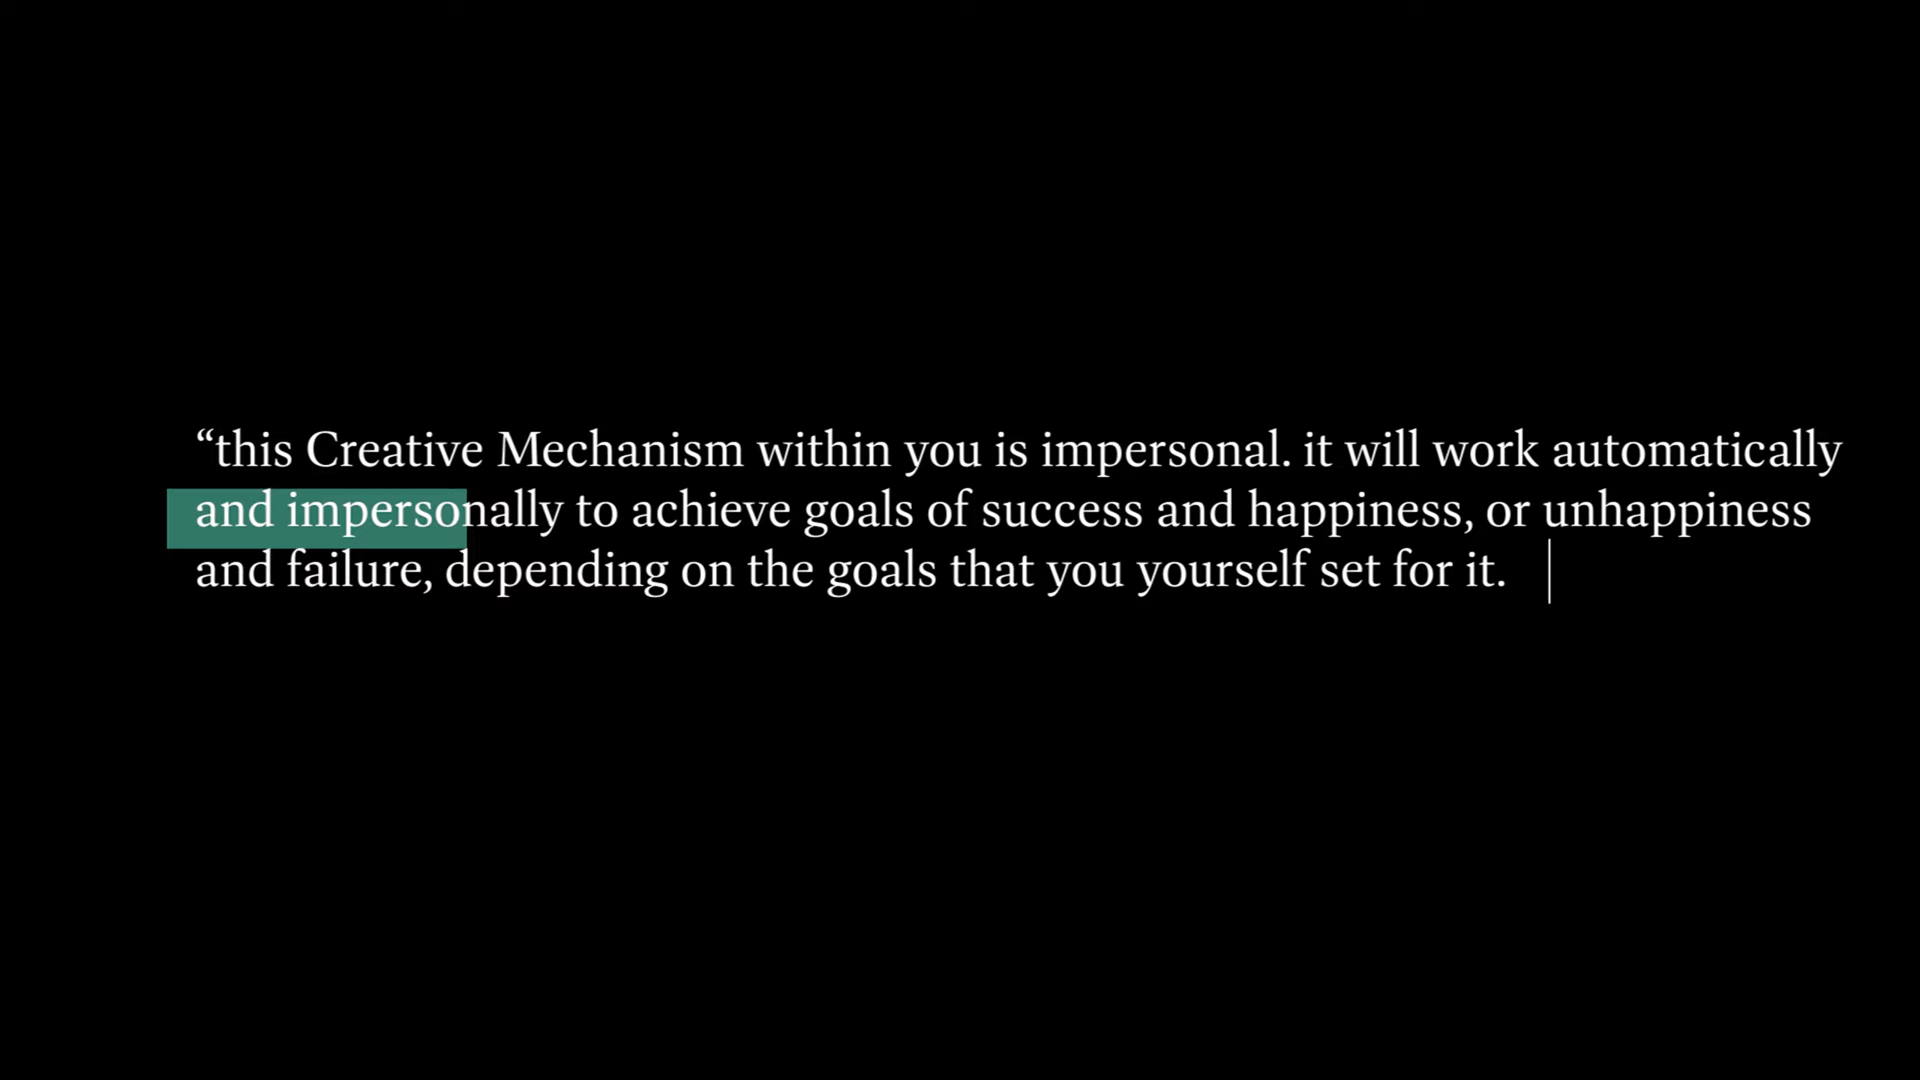 “this Creative Mechanism within you is impersonal. it will work automatically
and impersonally to achieve goals of success and happiness, or unhappiness
and failure, depending on the goals that you yourself set for it.